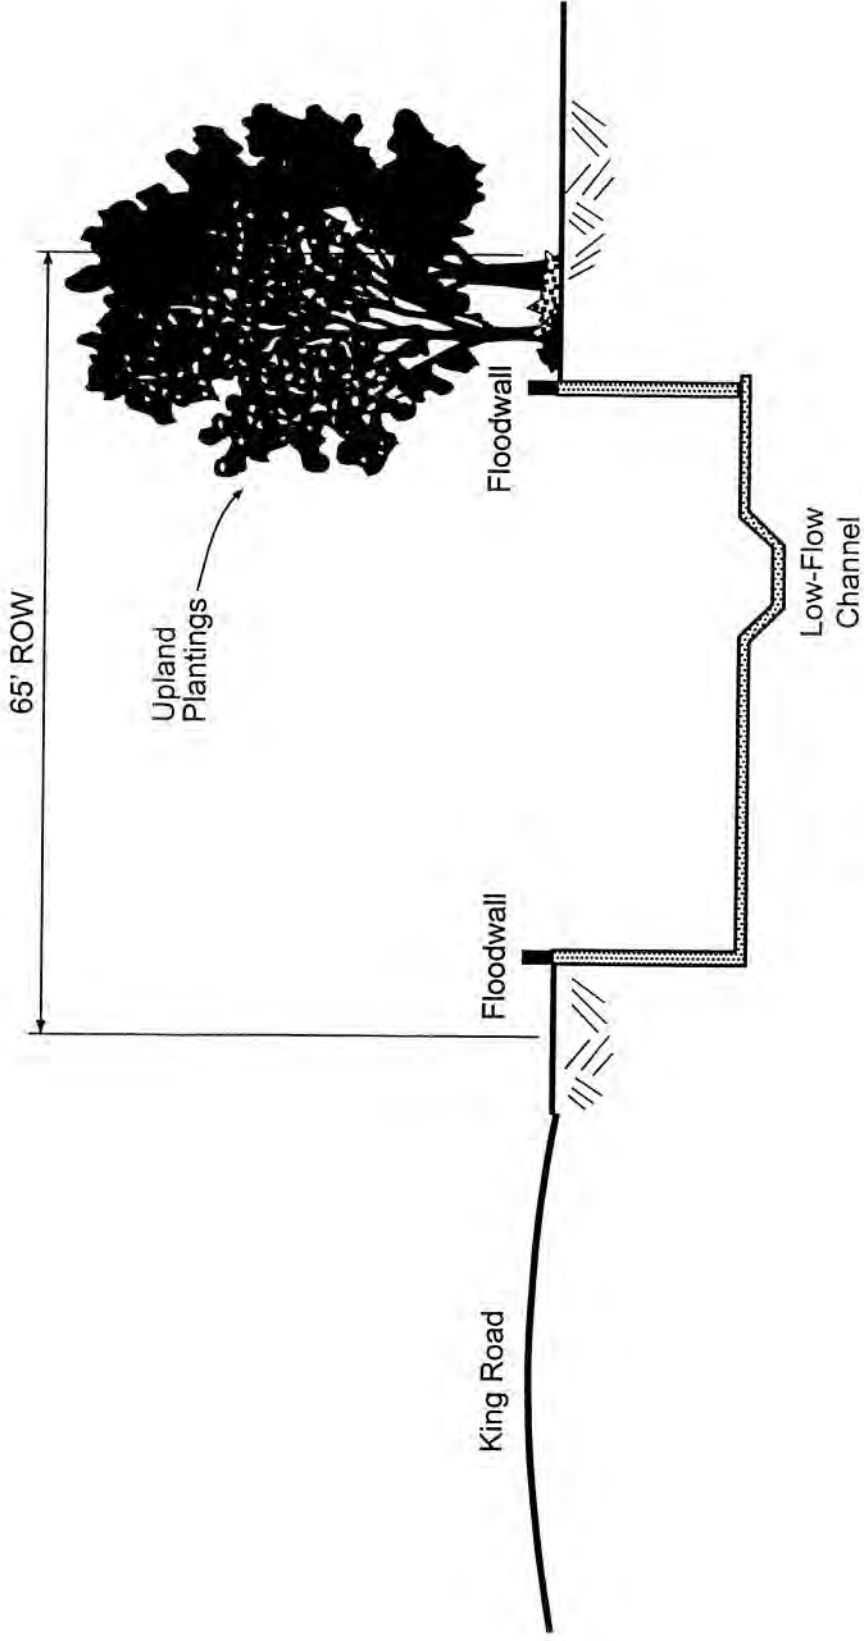 65' ROW
Upland
Plantings
Floodwall
Floodwall
King Road
Low-Flow
Channel